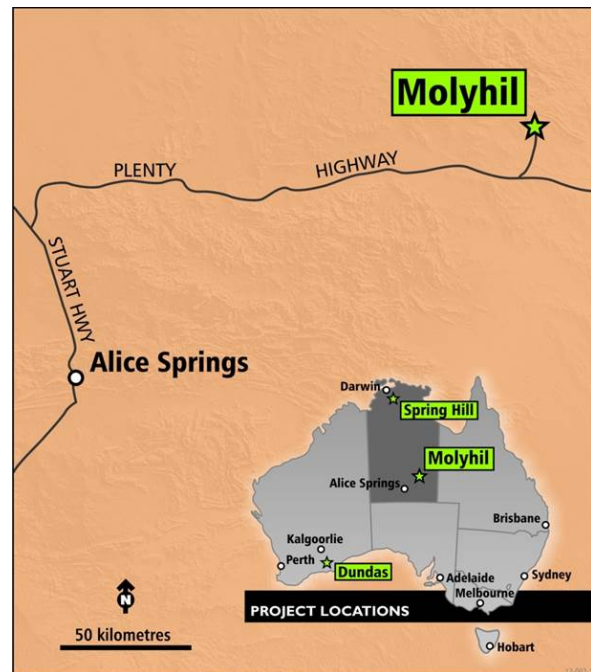 Molyhil
PLENTY HIGHWAY
STUART HWY
Alice Springs
Darwin
Spring Hill
Molyhil
Alice Springs
Brisbane
Kalgoorlie
Perth
Dundas
Adelaide
Sydney
Melbourne
PROJECT LOCATIONS
N
50 kilometres
Hobart